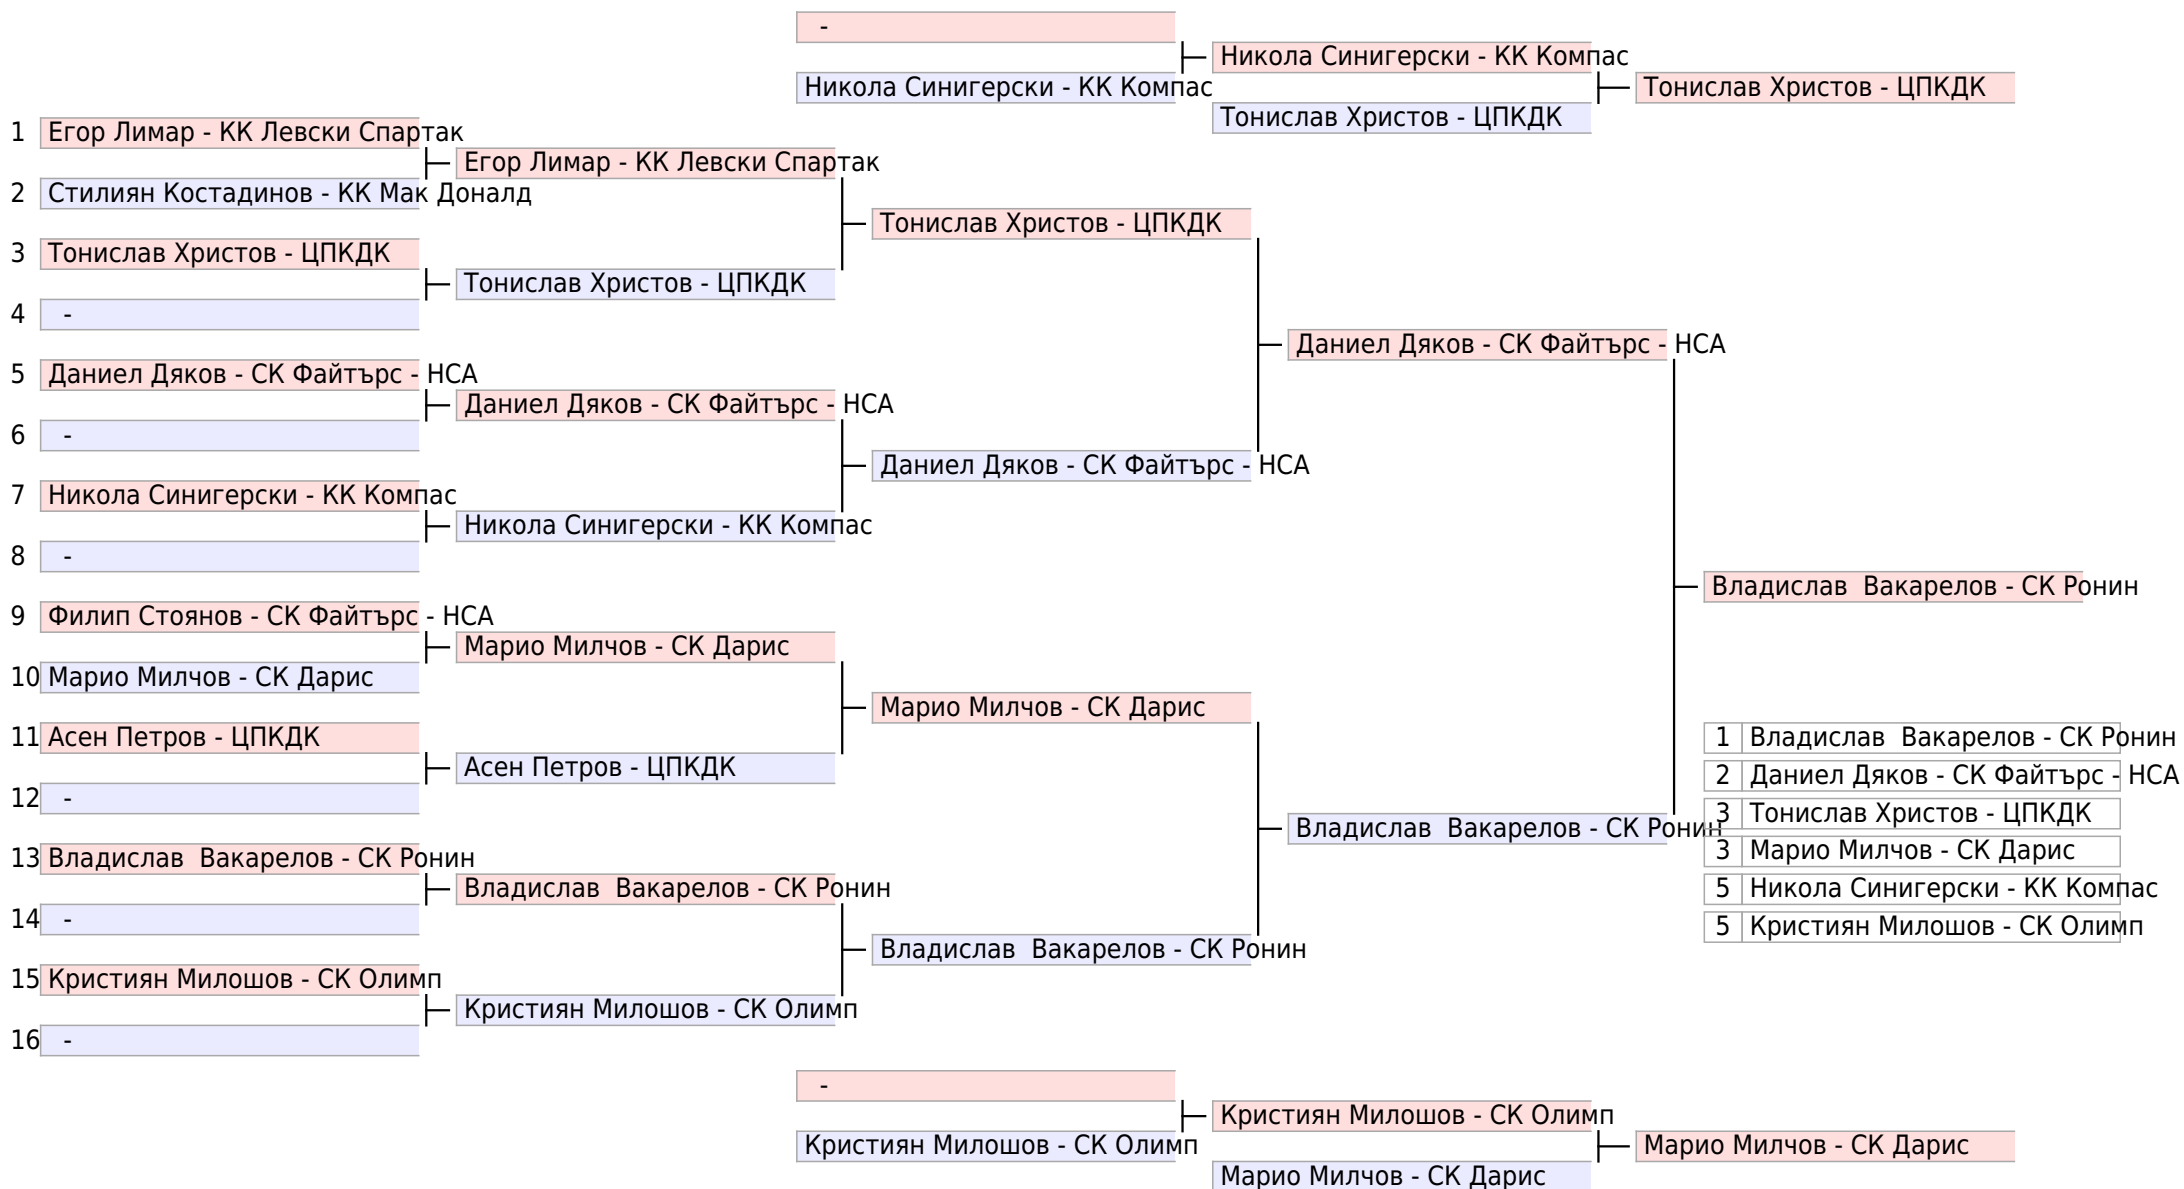 -
Никола Синигерски - КК Компас
Никола Синигерски - КК Компас
Тонислав Христов - ЦПКДК
Тонислав Христов - ЦПКДК
1 Егор Лимар - КК Левски Спартак
Егор Лимар - КК Левски Спартак
2 Стилиян Костадинов - КК Мак Доналд
Тонислав Христов - ЦПКДК
3 Тонислав Христов - ЦПКДК
Тонислав Христов - ЦПКДК
4 -
Даниел Дяков - СК Файтърс - НСА
5 Даниел Дяков - СК Файтърс - НСА
Даниел Дяков - СК Файтърс - НСА
6 -
Даниел Дяков - СК Файтърс - НСА
7 Никола Синигерски - КК Компас
Никола Синигерски - КК Компас
8 -
Владислав  Вакарелов - СК Ронин
9 Филип Стоянов - СК Файтърс - НСА
Марио Милчов - СК Дарис
10 Марио Милчов - СК Дарис
Марио Милчов - СК Дарис
11 Асен Петров - ЦПКДК
Асен Петров - ЦПКДК
12 -
Владислав  Вакарелов - СК Ронин
13 Владислав  Вакарелов - СК Ронин
Владислав  Вакарелов - СК Ронин
14 -
Владислав  Вакарелов - СК Ронин
15 Кристиян Милошов - СК Олимп
Кристиян Милошов - СК Олимп
16 -
1 Владислав  Вакарелов - СК Ронин
2 Даниел Дяков - СК Файтърс - НСА
3 Тонислав Христов - ЦПКДК
3 Марио Милчов - СК Дарис
5 Никола Синигерски - КК Компас
5 Кристиян Милошов - СК Олимп
-
Кристиян Милошов - СК Олимп
Кристиян Милошов - СК Олимп
Марио Милчов - СК Дарис
Марио Милчов - СК Дарис